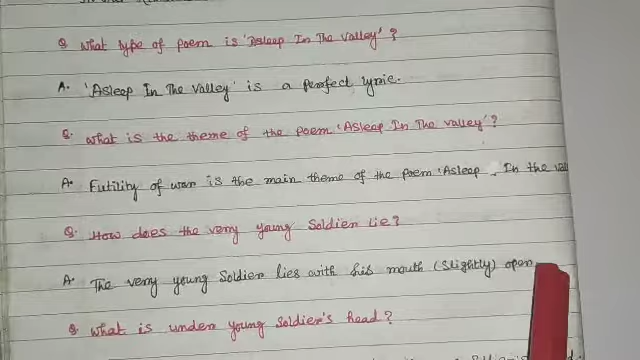 Q. What type of poem is 'Asleep In The Valley'?
A. 'Asleep In The Valley' is a perfect lyric.
Q. What is the theme of the poem 'Asleep In The Valley'?
A. Futility of war is the main theme of the poem 'Asleep In the val
Q. How does the very young Soldier lie?
A. The very young Soldier lies with his mouth (Slightly) open.
Q What is under young Soldier's head?